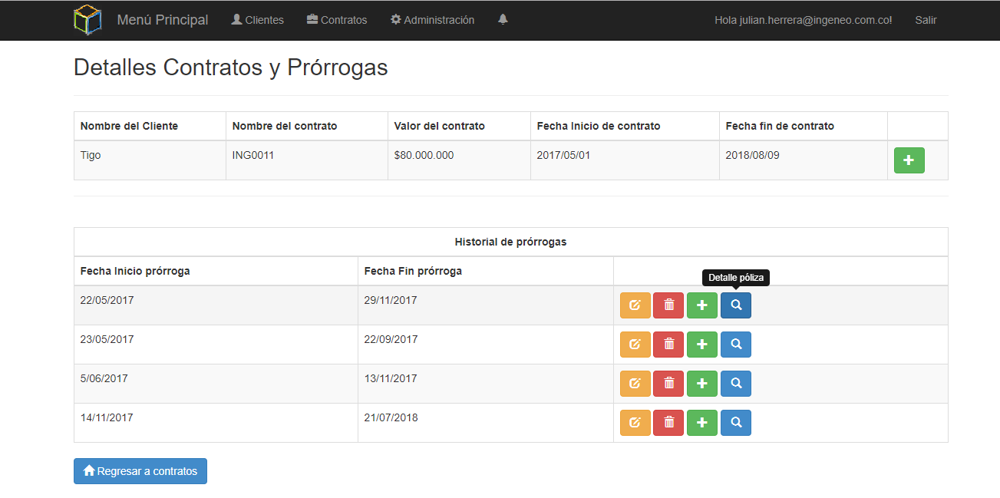 Menú Principal Clientes Contratos Administración Hola julian.herrera@ingeneo.com.co! Salir
Detalles Contratos y Prórrogas
Nombre del Cliente Nombre del contrato Valor del contrato Fecha Inicio de contrato Fecha fin de contrato
Tigo ING0011 $80.000.000 2017/05/01 2018/08/09
Historial de prórrogas
Fecha Inicio prórroga Fecha Fin prórroga
Detalle póliza
22/05/2017 29/11/2017
23/05/2017 22/09/2017
5/06/2017 13/11/2017
14/11/2017 21/07/2018
Regresar a contratos